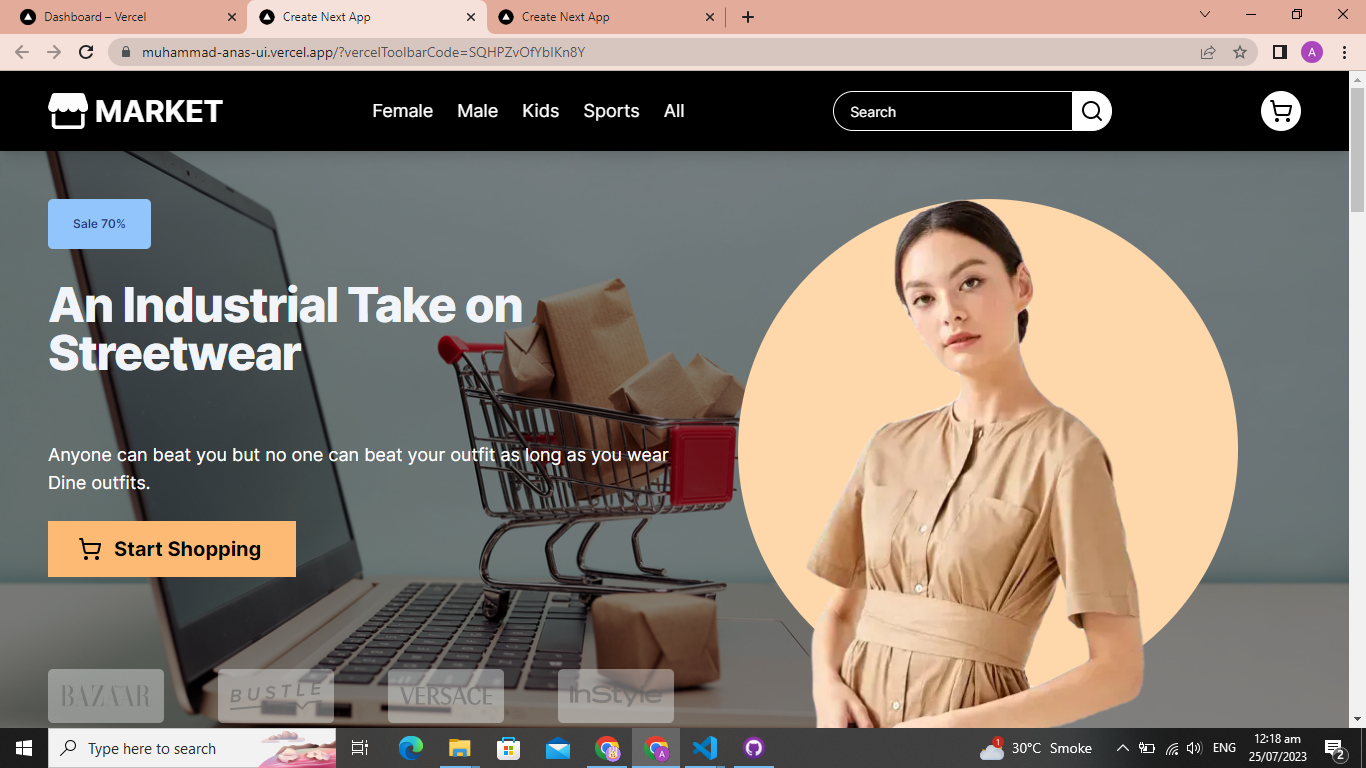 Dashboard – Vercel
Create Next App
Create Next App
muhammad-anas-ui.vercel.app/?vercelToolbarCode=SQHPZvOfYbIKn8Y
A
MARKET
Female Male Kids Sports All
Search
Sale 70%
An Industrial Take on
Streetwear
Anyone can beat you but no one can beat your outfit as long as you wear
Dine outfits.
Start Shopping
BAZAAR BUSTLE VERSACE InStyle
Type here to search
1
30°C Smoke
ENG
12:18 am
25/07/2023
2